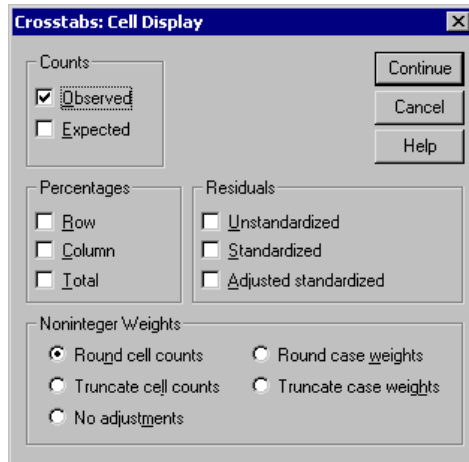 Crosstabs: Cell Display
Counts
Observed
Expected
Continue
Cancel
Help
Percentages
Row
Column
Total
Residuals
Unstandardized
Standardized
Adjusted standardized
Noninteger Weights
Round cell counts
Round case weights
Truncate cell counts
Truncate case weights
No adjustments